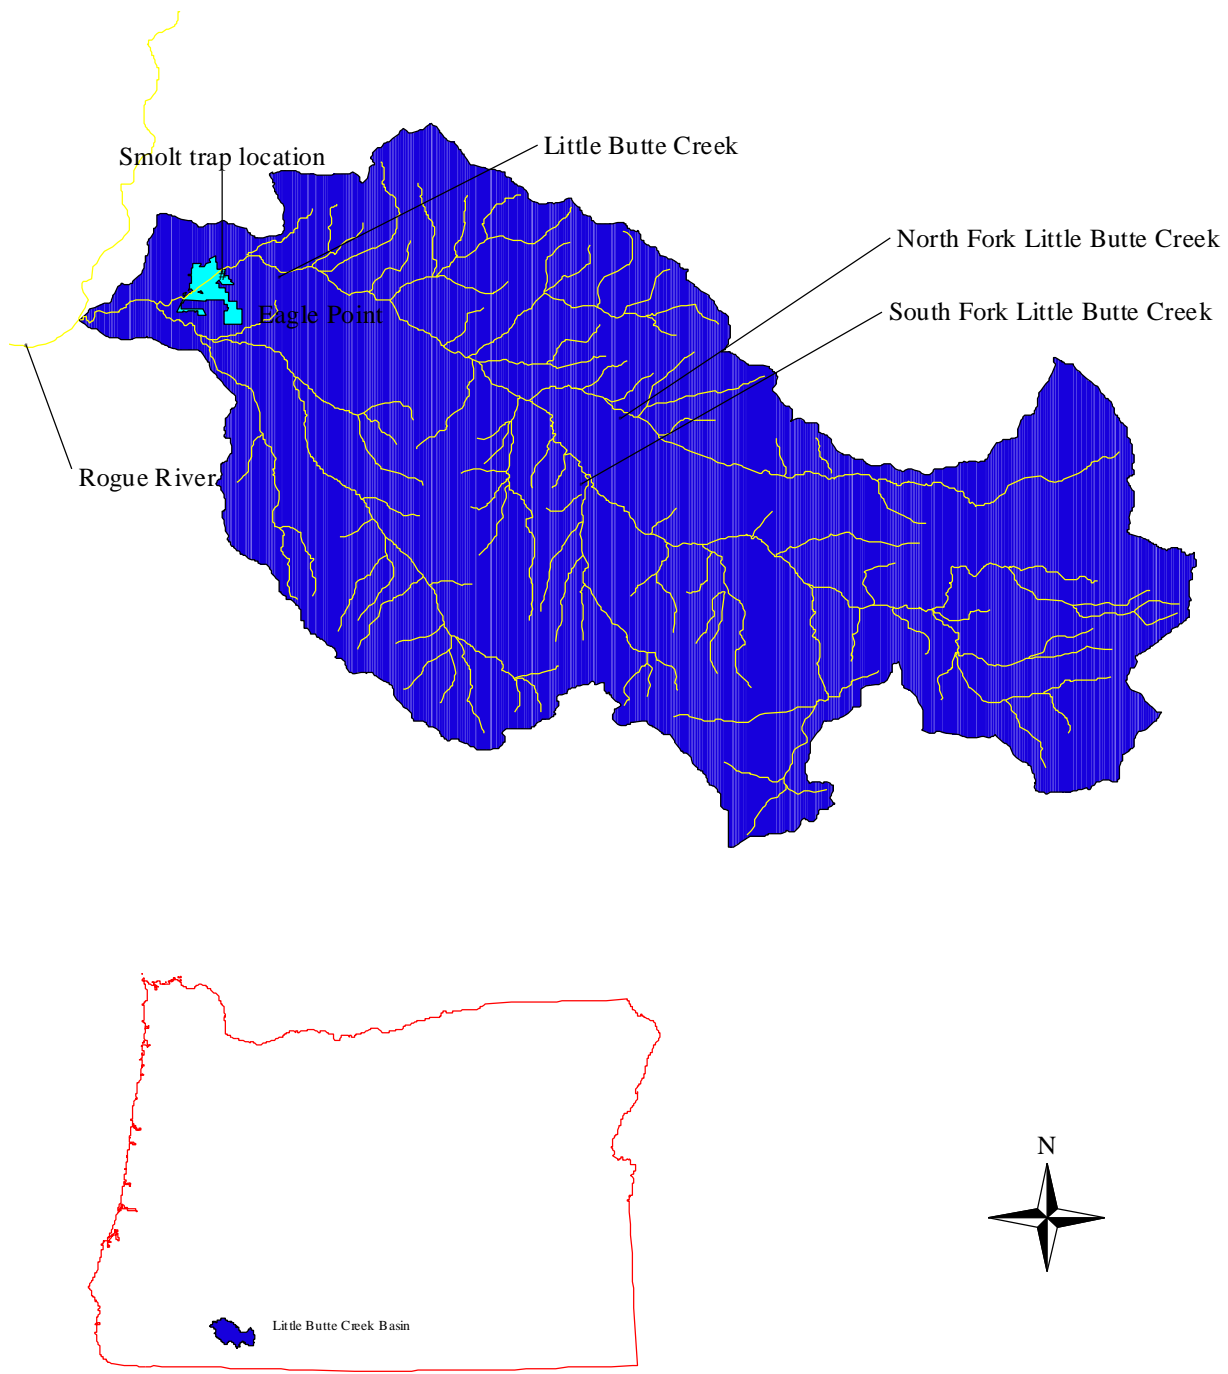 Little Butte Creek
Smolt trap location
North Fork Little Butte Creek
South Fork Little Butte Creek
Eagle Point
Rogue River
N
Little Butte Creek Basin